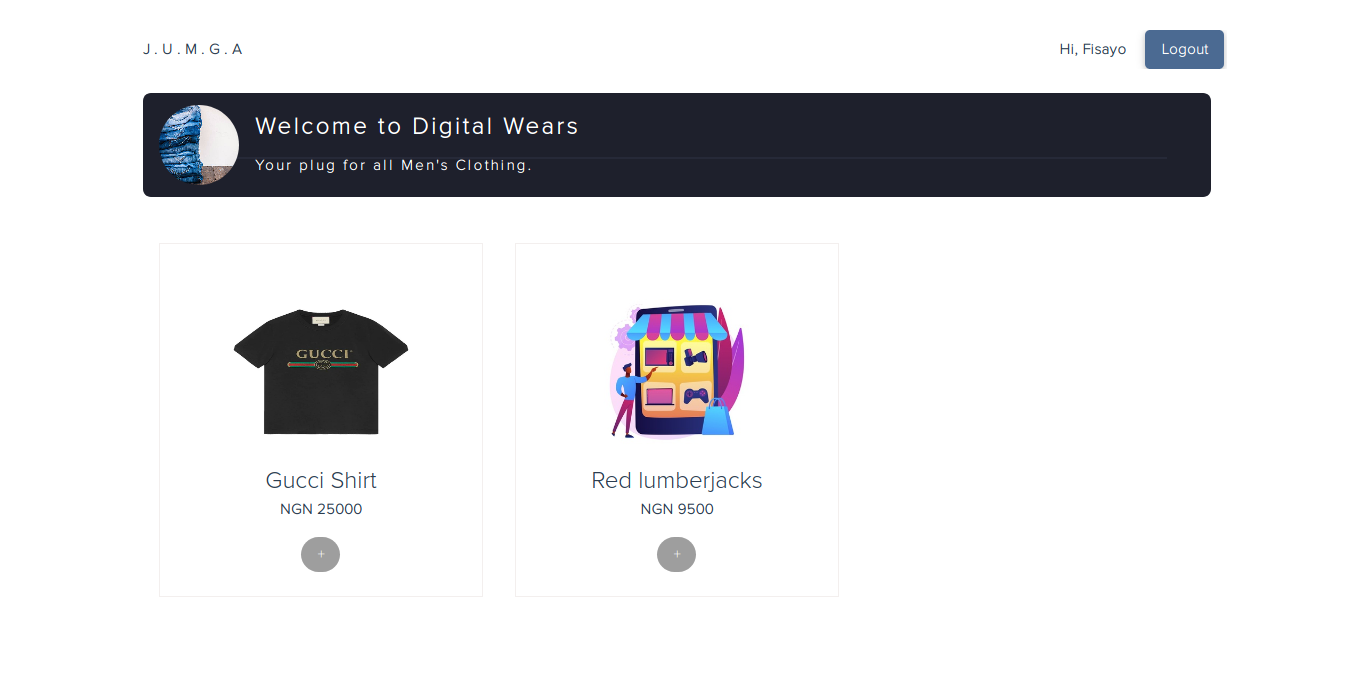 J.U.M.G.A
Hi, Fisayo
Logout
Welcome to Digital Wears
Your plug for all Men's Clothing.
GUCCI
Gucci Shirt
NGN 25000
+
Red lumberjacks
NGN 9500
+